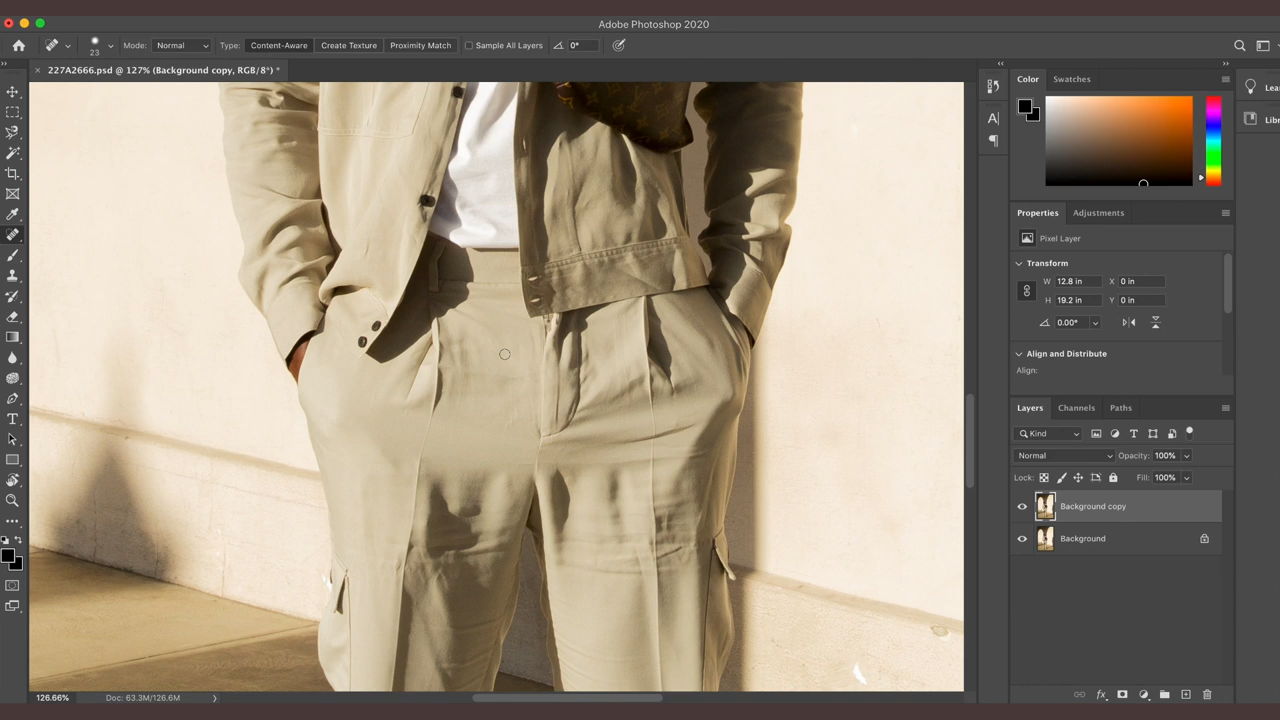 Adobe Photoshop 2020
23
Mode: Normal
Type: Content-Aware Create Texture Proximity Match
Sample All Layers
0°
227A2666.psd @ 127% (Background copy, RGB/8*) *
Color Swatches
Properties Adjustments
Pixel Layer
Transform
W 12.8 in X 0 in
H 19.2 in Y 0 in
0.00°
Align and Distribute
Align:
Layers Channels Paths
Kind
Normal Opacity: 100%
Lock: Fill: 100%
Background copy
Background
Lea
Libr
126.66% Doc: 63.3M/126.6M